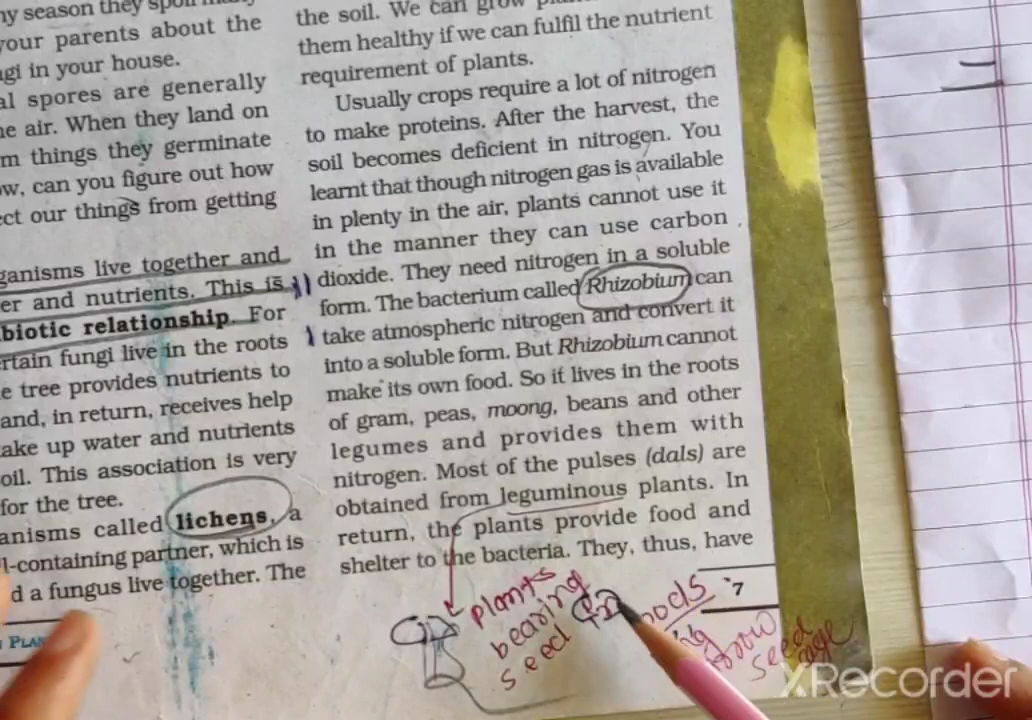 ny season they spoil many
your parents about the
gi in your house.
al spores are generally
he air. When they land on
m things they germinate
ow, can you figure out how
ect our things from getting
ganisms live together and
er and nutrients. This is
biotic relationship. For
ertain fungi live in the roots
e tree provides nutrients to
and, in return, receives help
ake up water and nutrients
oil. This association is very
for the tree.
anisms called lichens, a
l-containing partner, which is
d a fungus live together. The
PLAN
the soil. We can grow
them healthy if we can fulfil the nutrient
requirement of plants.
Usually crops require a lot of nitrogen
to make proteins. After the harvest, the
soil becomes deficient in nitrogen. You
learnt that though nitrogen gas is available
in plenty in the air, plants cannot use it
in the manner they can use carbon
dioxide. They need nitrogen in a soluble
form. The bacterium called Rhizobium can
take atmospheric nitrogen and convert it
into a soluble form. But Rhizobium cannot
make its own food. So it lives in the roots
of gram, peas, moong, beans and other
legumes and provides them with
nitrogen. Most of the pulses (dals) are
obtained from leguminous plants. In
return, the plants provide food and
shelter to the bacteria. They, thus, have
7
plants
bearing
seed in
grow
seed
XRecorder